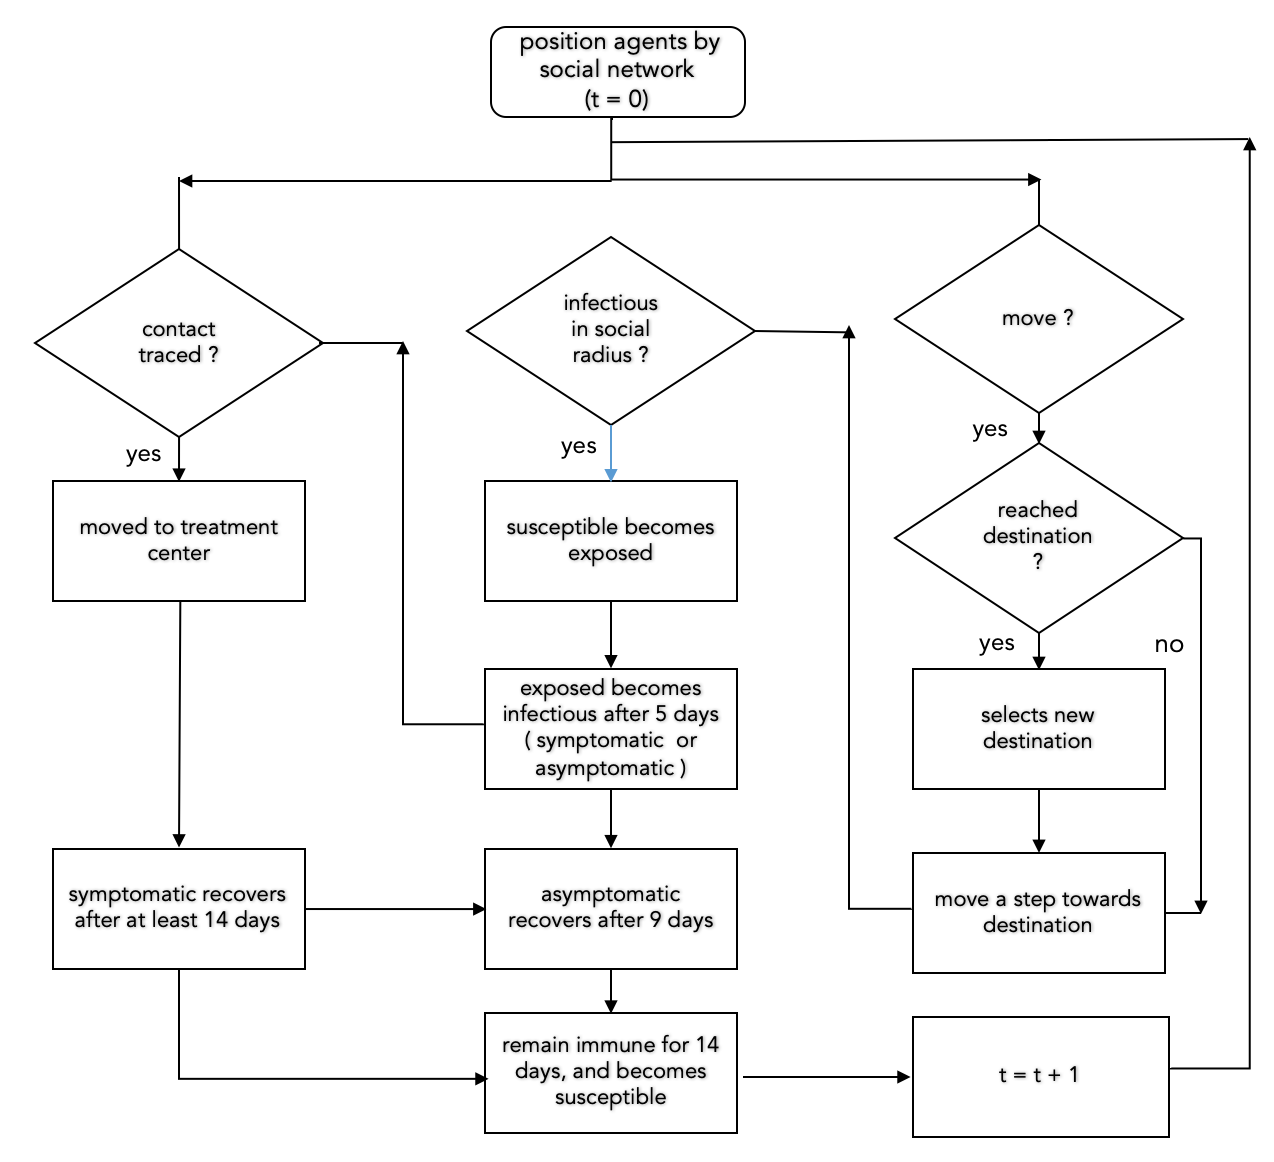 position agents by
social network
(t = 0)
contact
traced ?
yes
moved to treatment
center
symptomatic recovers
after at least 14 days
infectious
in social
radius ?
yes
susceptible becomes
exposed
exposed becomes
infectious after 5 days
( symptomatic or
asymptomatic )
asymptomatic
recovers after 9 days
remain immune for 14
days, and becomes
susceptible
move ?
yes
reached
destination
?
yes
no
selects new
destination
move a step towards
destination
t = t + 1